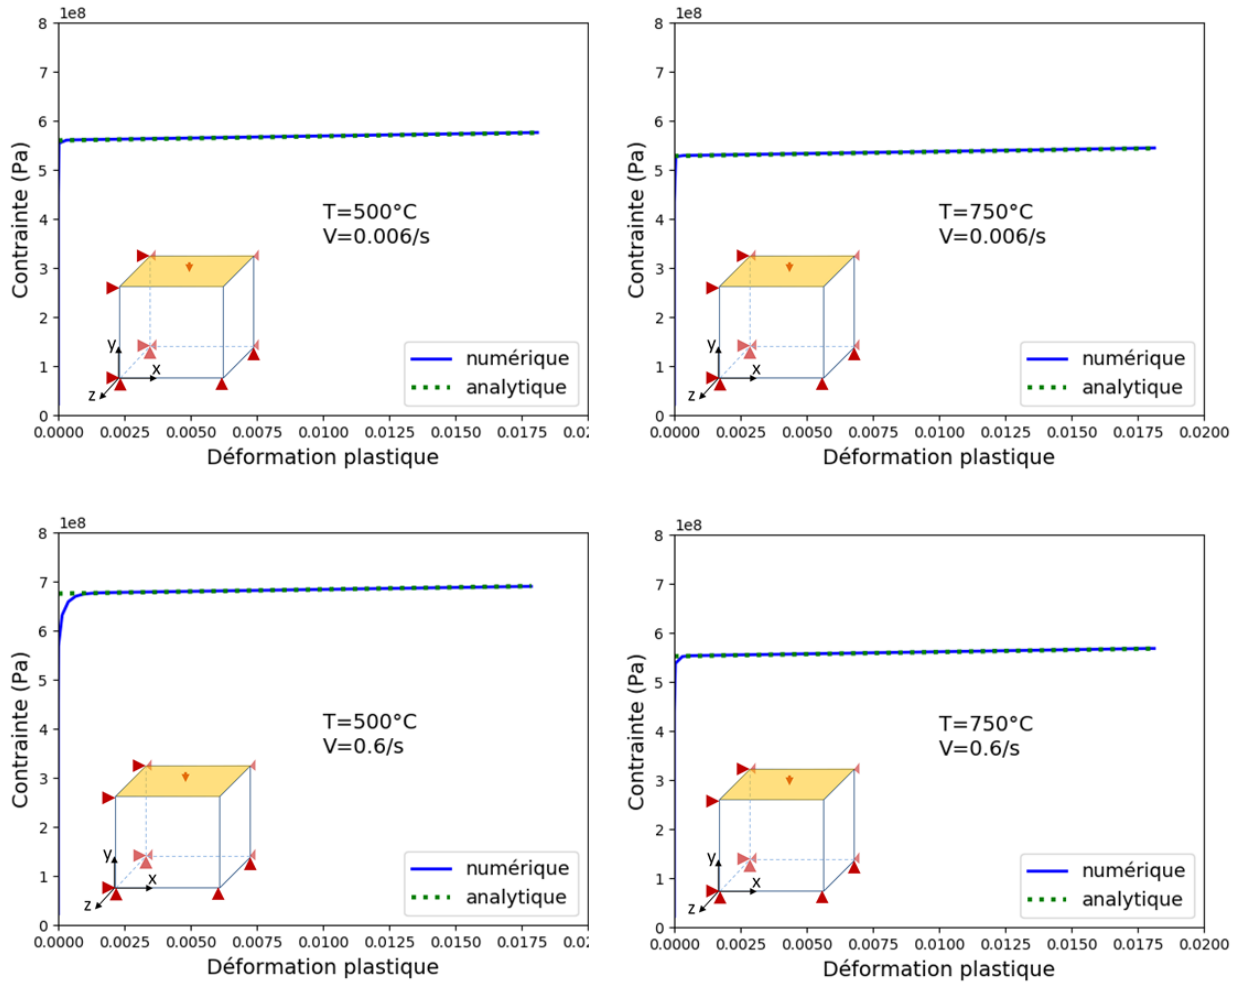 1e8
8
7
6
5
4
3
2
1
0
Contrainte (Pa)
T=500°C
V=0.006/s
y
x
z
numérique
analytique
0.0000 0.0025 0.0050 0.0075 0.0100 0.0125 0.0150 0.0175 0.02
Déformation plastique
1e8
8
7
6
5
4
3
2
1
0
Contrainte (Pa)
T=750°C
V=0.006/s
y
x
z
numérique
analytique
0.0000 0.0025 0.0050 0.0075 0.0100 0.0125 0.0150 0.0175 0.0200
Déformation plastique
1e8
8
7
6
5
4
3
2
1
0
Contrainte (Pa)
T=500°C
V=0.6/s
y
x
z
numérique
analytique
0.0000 0.0025 0.0050 0.0075 0.0100 0.0125 0.0150 0.0175 0.02
Déformation plastique
1e8
8
7
6
5
4
3
2
1
0
Contrainte (Pa)
T=750°C
V=0.6/s
y
x
z
numérique
analytique
0.0000 0.0025 0.0050 0.0075 0.0100 0.0125 0.0150 0.0175 0.0200
Déformation plastique